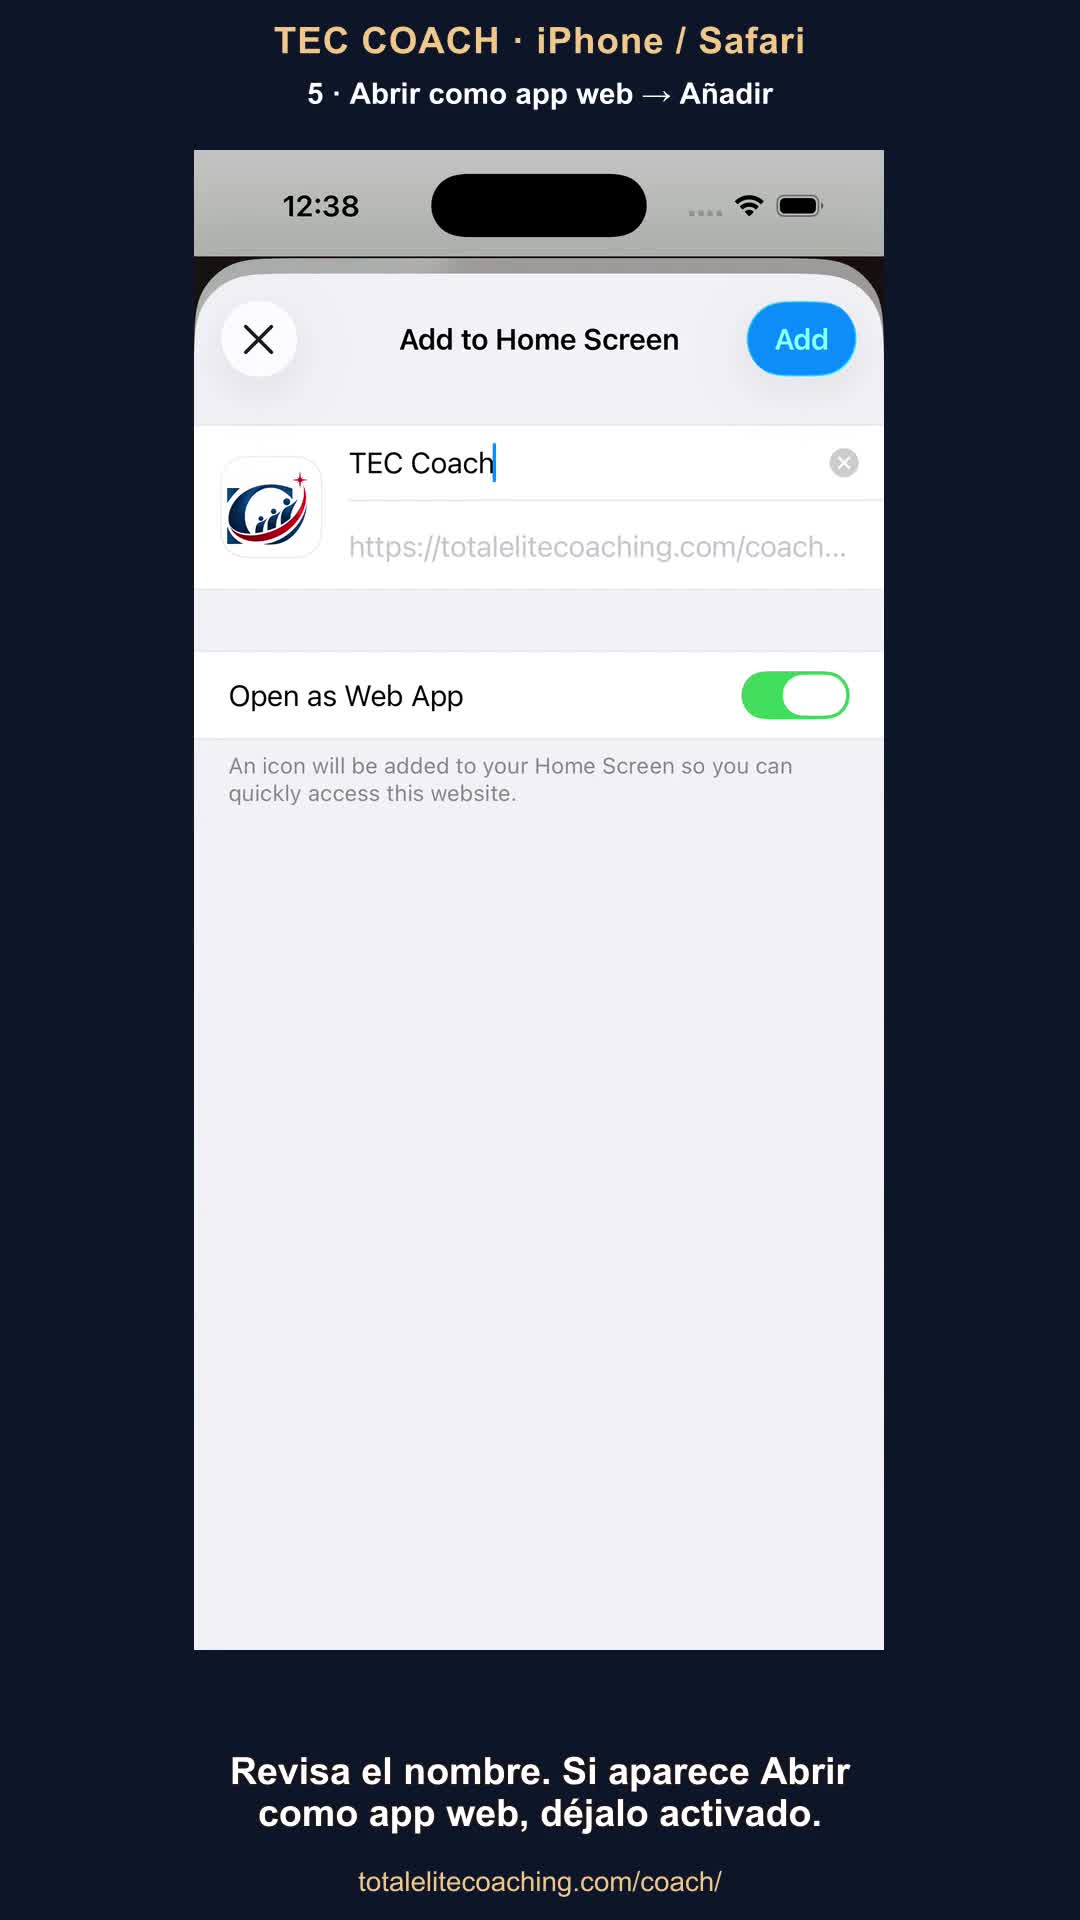 TEC COACH · iPhone / Safari
5 · Abrir como app web → Añadir
12:38
Add to Home Screen
Add
TEC Coach
https://totalelitecoaching.com/coach...
Open as Web App
An icon will be added to your Home Screen so you can
quickly access this website.
Revisa el nombre. Si aparece Abrir
como app web, déjalo activado.
totalelitecoaching.com/coach/